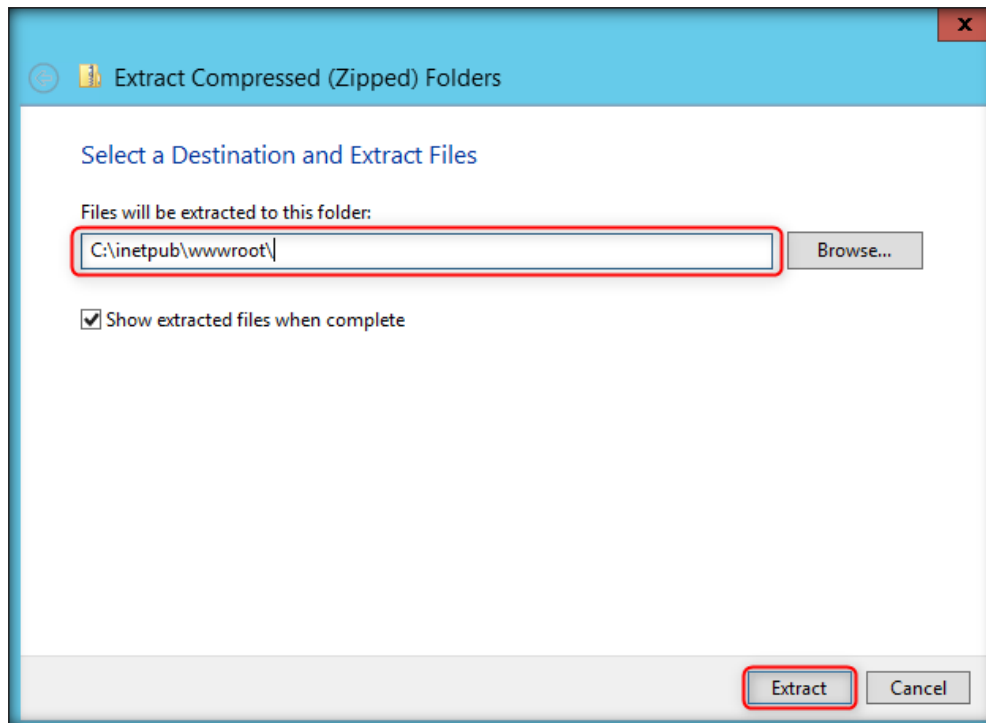 x
Extract Compressed (Zipped) Folders
Select a Destination and Extract Files
Files will be extracted to this folder:
C:\inetpub\wwwroot\
Browse...
Show extracted files when complete
Extract Cancel